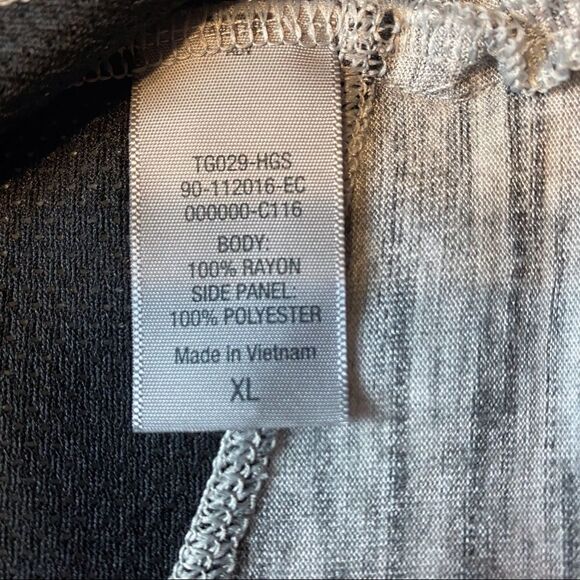 TG029-HGS
90-112016-EC
000000-C116
BODY:
100% RAYON
SIDE PANEL:
100% POLYESTER
Made In Vietnam
XL